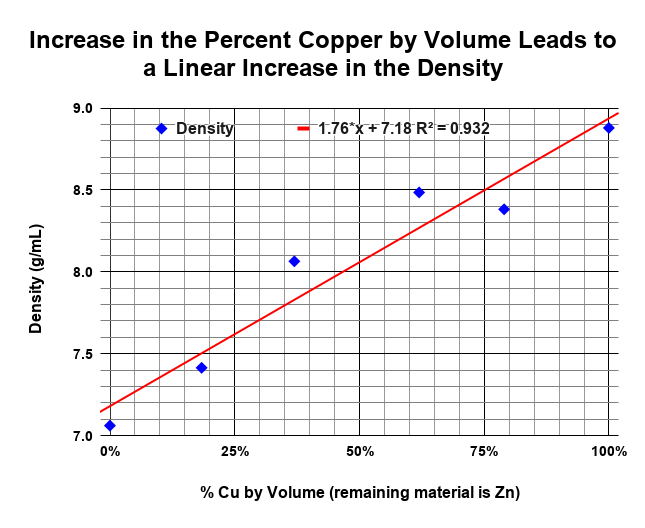 Increase in the Percent Copper by Volume Leads to
a Linear Increase in the Density
9.0
Density
1.76*x + 7.18 R² = 0.932
8.5
8.0
7.5
7.0
Density (g/mL)
0%
25%
50%
75%
100%
% Cu by Volume (remaining material is Zn)